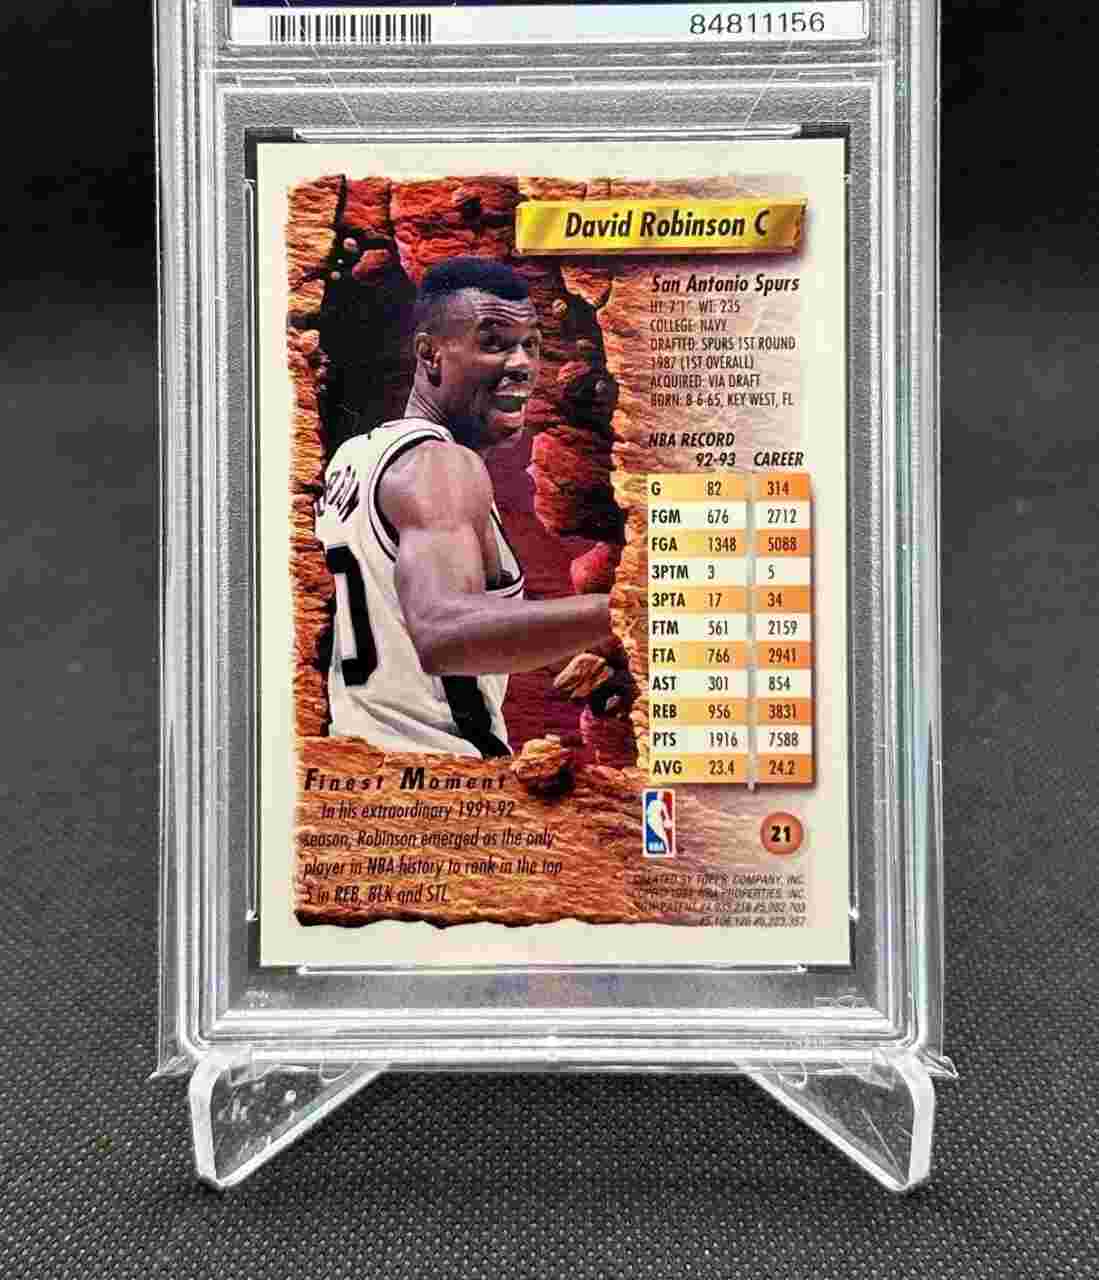 84811156
David Robinson C
San Antonio Spurs
HT: 7'1" WT: 235
COLLEGE: NAVY
DRAFTED: SPURS 1ST ROUND
1987 (1ST OVERALL)
ACQUIRED: VIA DRAFT
BORN: 8-6-65, KEY WEST, FL
NBA RECORD
92-93 CAREER
G 82 314
FGM 676 2712
FGA 1348 5088
3PTM 3 5
3PTA 17 34
FTM 561 2159
FTA 766 2941
AST 301 854
REB 956 3831
PTS 1916 7588
AVG 23.4 24.2
Finest Moment
In his extraordinary 1991-92
season, Robinson emerged as the only
player in NBA history to rank in the top
5 in REB, BLK and STL.
NBA
21
CREATED BY TOPPS COMPANY, INC.
NBA PROPERTIES, INC.